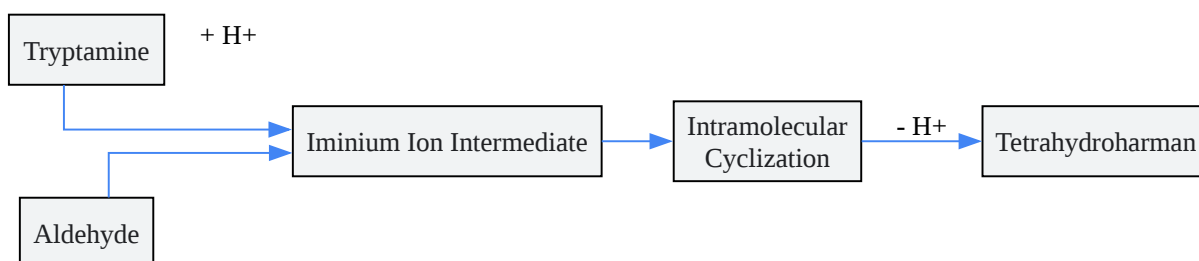 Tryptamine
+ H+
Iminium Ion Intermediate
Intramolecular
Cyclization
- H+
Tetrahydroharman
Aldehyde